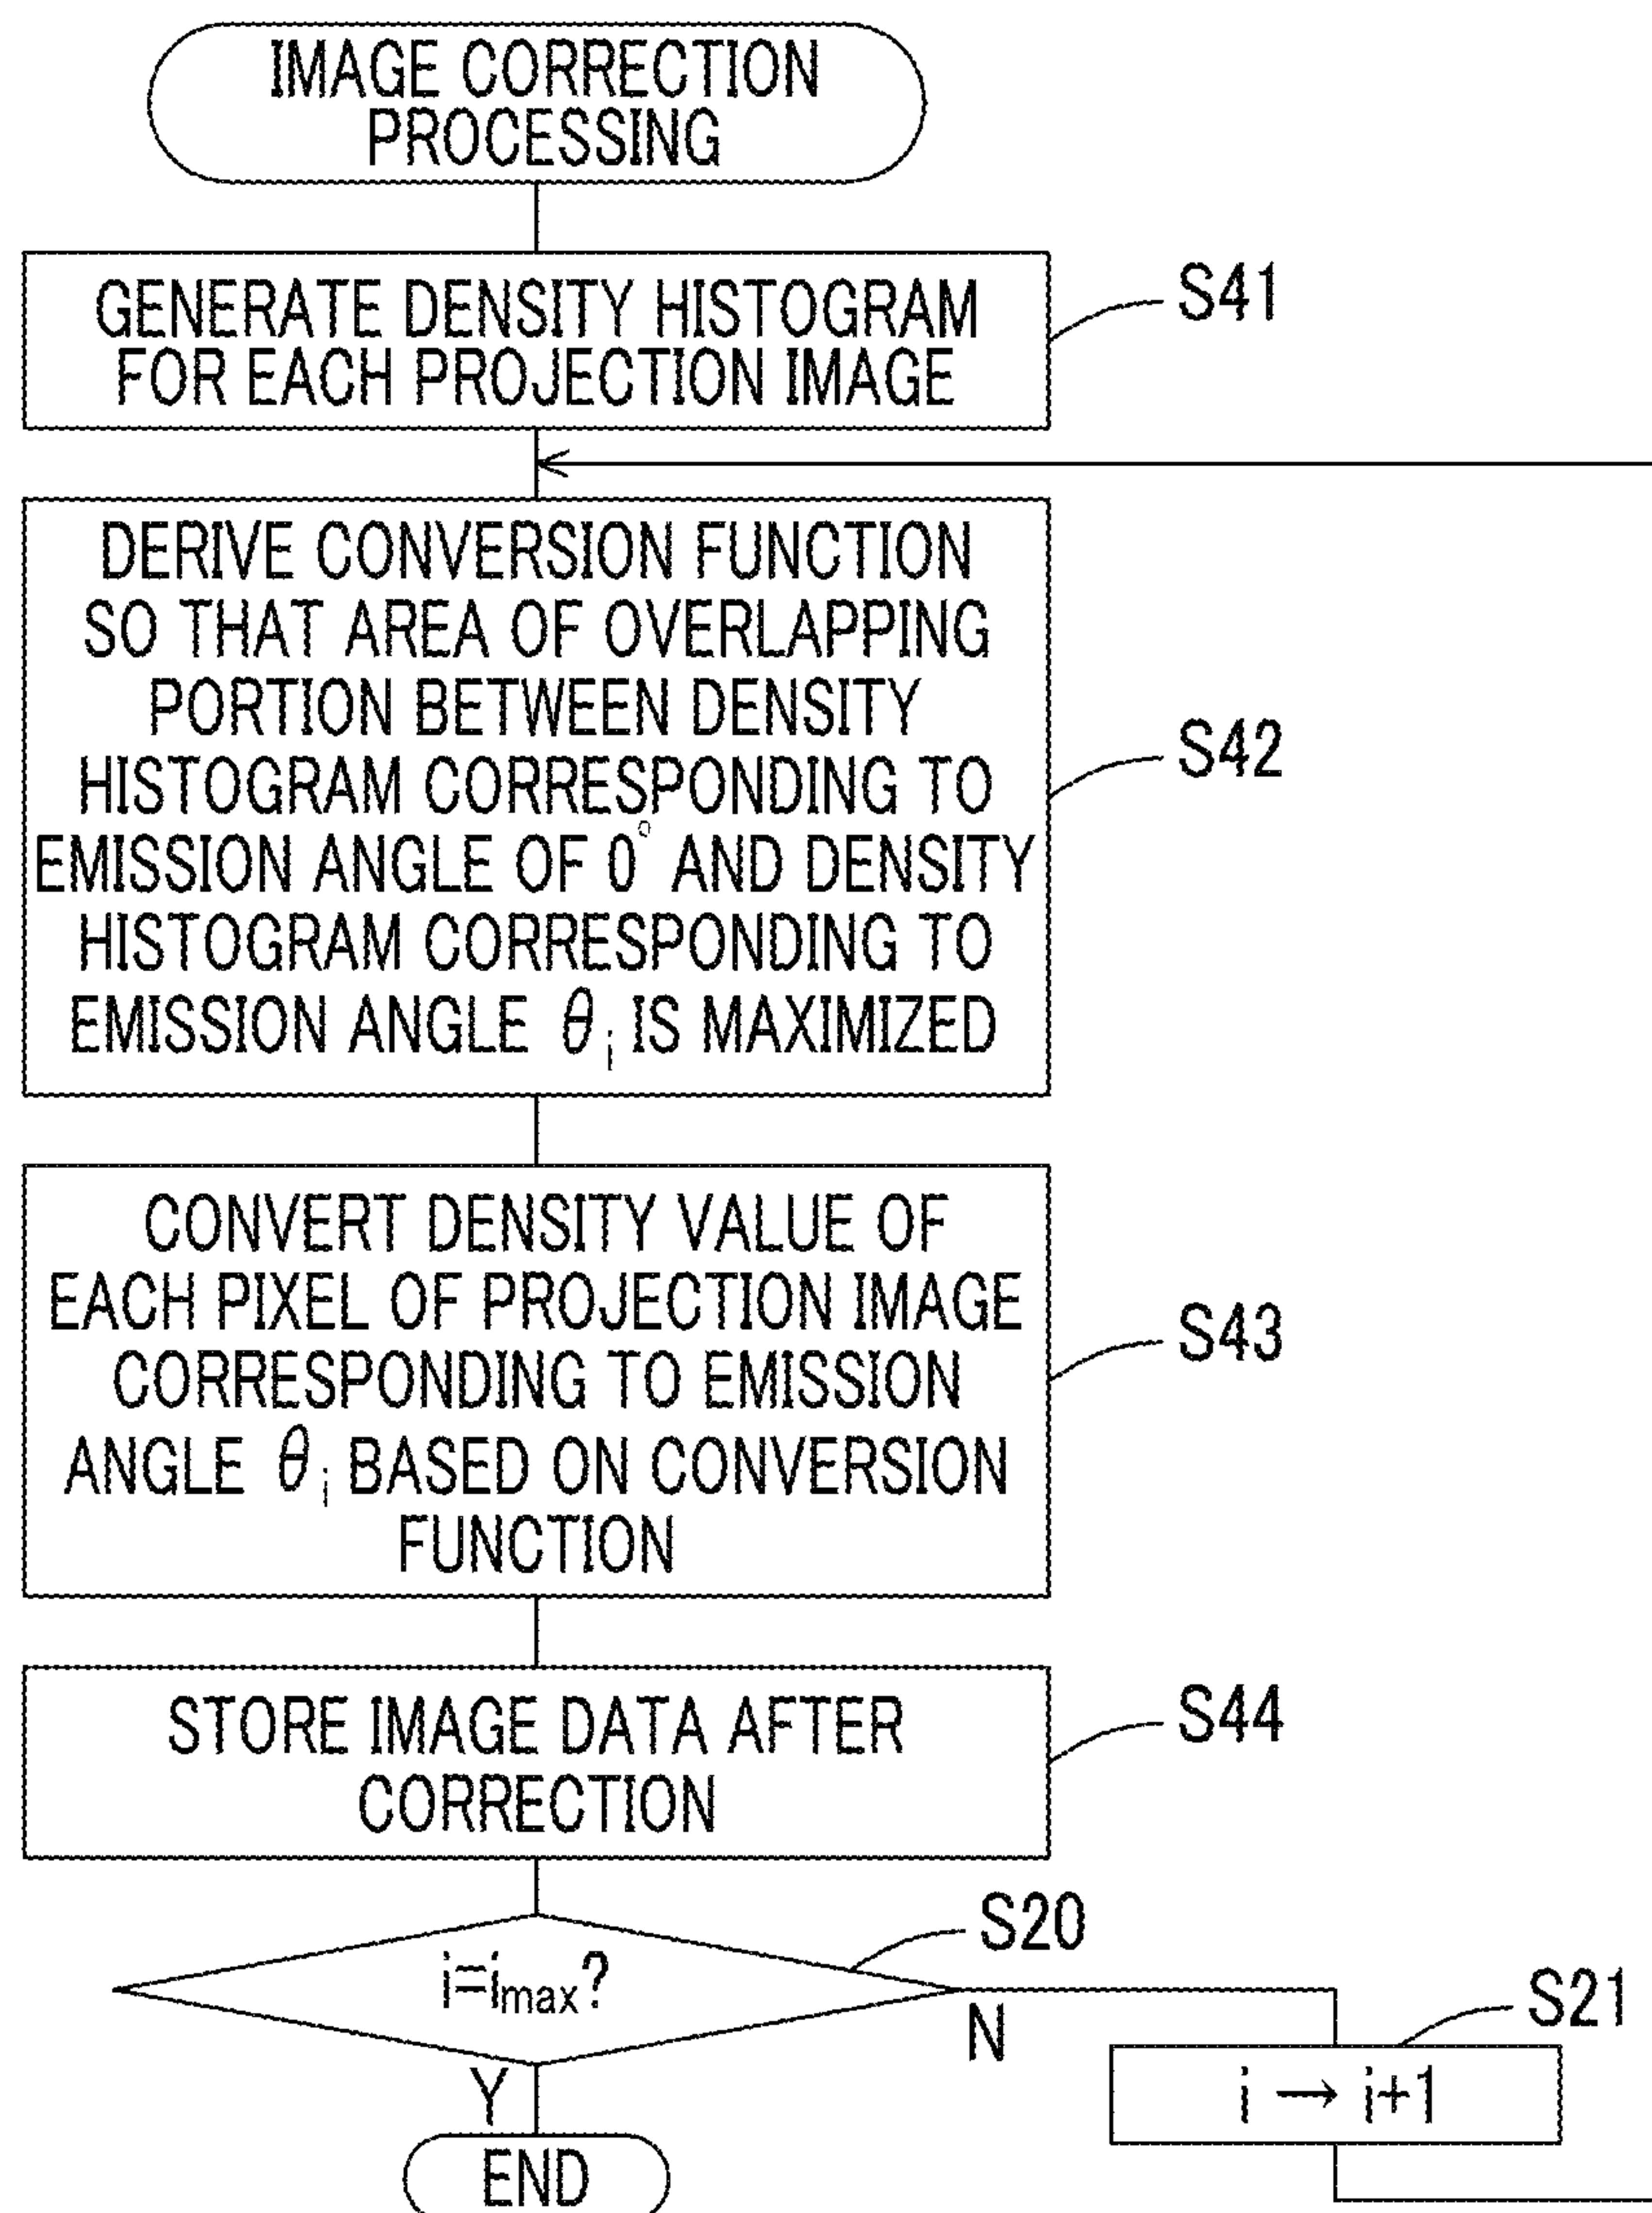 IMAGE CORRECTION
PROCESSING
GENERATE DENSITY HISTOGRAM
FOR EACH PROJECTION IMAGE
S41
DERIVE CONVERSION FUNCTION
SO THAT AREA OF OVERLAPPING
PORTION BETWEEN DENSITY
HISTOGRAM CORRESPONDING TO
EMISSION ANGLE OF 0° AND DENSITY
HISTOGRAM CORRESPONDING TO
EMISSION ANGLE θi IS MAXIMIZED
S42
CONVERT DENSITY VALUE OF
EACH PIXEL OF PROJECTION IMAGE
CORRESPONDING TO EMISSION
ANGLE θi BASED ON CONVERSION
FUNCTION
S43
STORE IMAGE DATA AFTER
CORRECTION
S44
i=imax?
S20
N
S21
i → i+1
Y
END